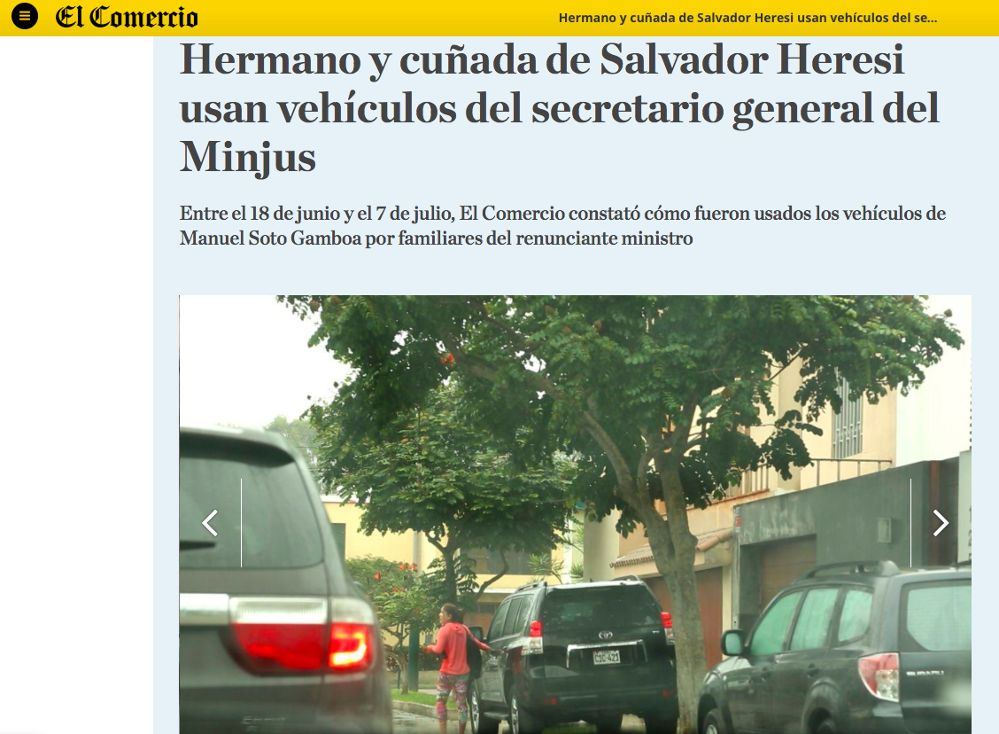 El Comercio
Hermano y cuñada de Salvador Heresi usan vehículos del se...
Hermano y cuñada de Salvador Heresi
usan vehículos del secretario general del
Minjus
Entre el 18 de junio y el 7 de julio, El Comercio constató cómo fueron usados los vehículos de
Manuel Soto Gamboa por familiares del renunciante ministro
SUBARU